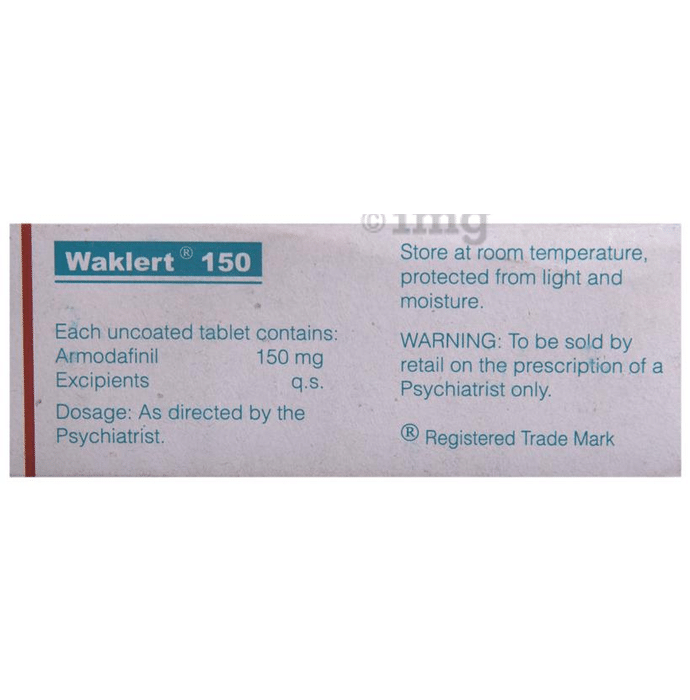 © 1mg
Waklert® 150
Each uncoated tablet contains:
Armodafinil 150 mg
Excipients q.s.
Dosage: As directed by the
Psychiatrist.
Store at room temperature,
protected from light and
moisture.
WARNING: To be sold by
retail on the prescription of a
Psychiatrist only.
® Registered Trade Mark